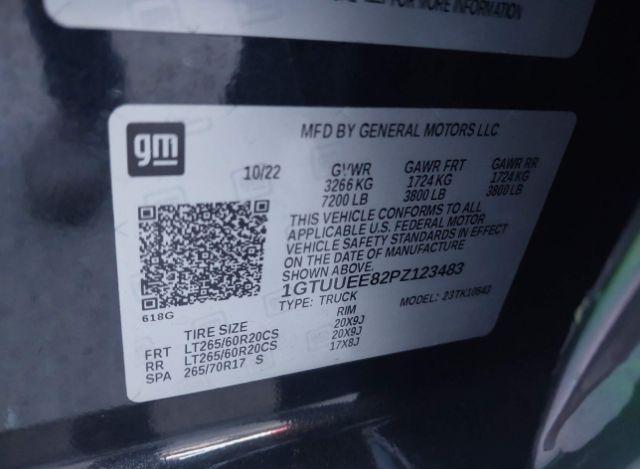 FOR MORE INFORMATION
gm
MFD BY GENERAL MOTORS LLC
10/22 GVWR GAWR FRT GAWR RR
3266 KG 1724 KG 1724 KG
7200 LB 3800 LB 3800 LB
THIS VEHICLE CONFORMS TO ALL
APPLICABLE U.S. FEDERAL MOTOR
VEHICLE SAFETY STANDARDS IN EFFECT
ON THE DATE OF MANUFACTURE
SHOWN ABOVE.
1GTUUEE82PZ123483
TYPE: TRUCK MODEL: 23TK10543
618G
TIRE SIZE RIM
FRT LT265/60R20CS 20X9J
RR LT265/60R20CS 20X9J
SPA 265/70R17 S 17X8J